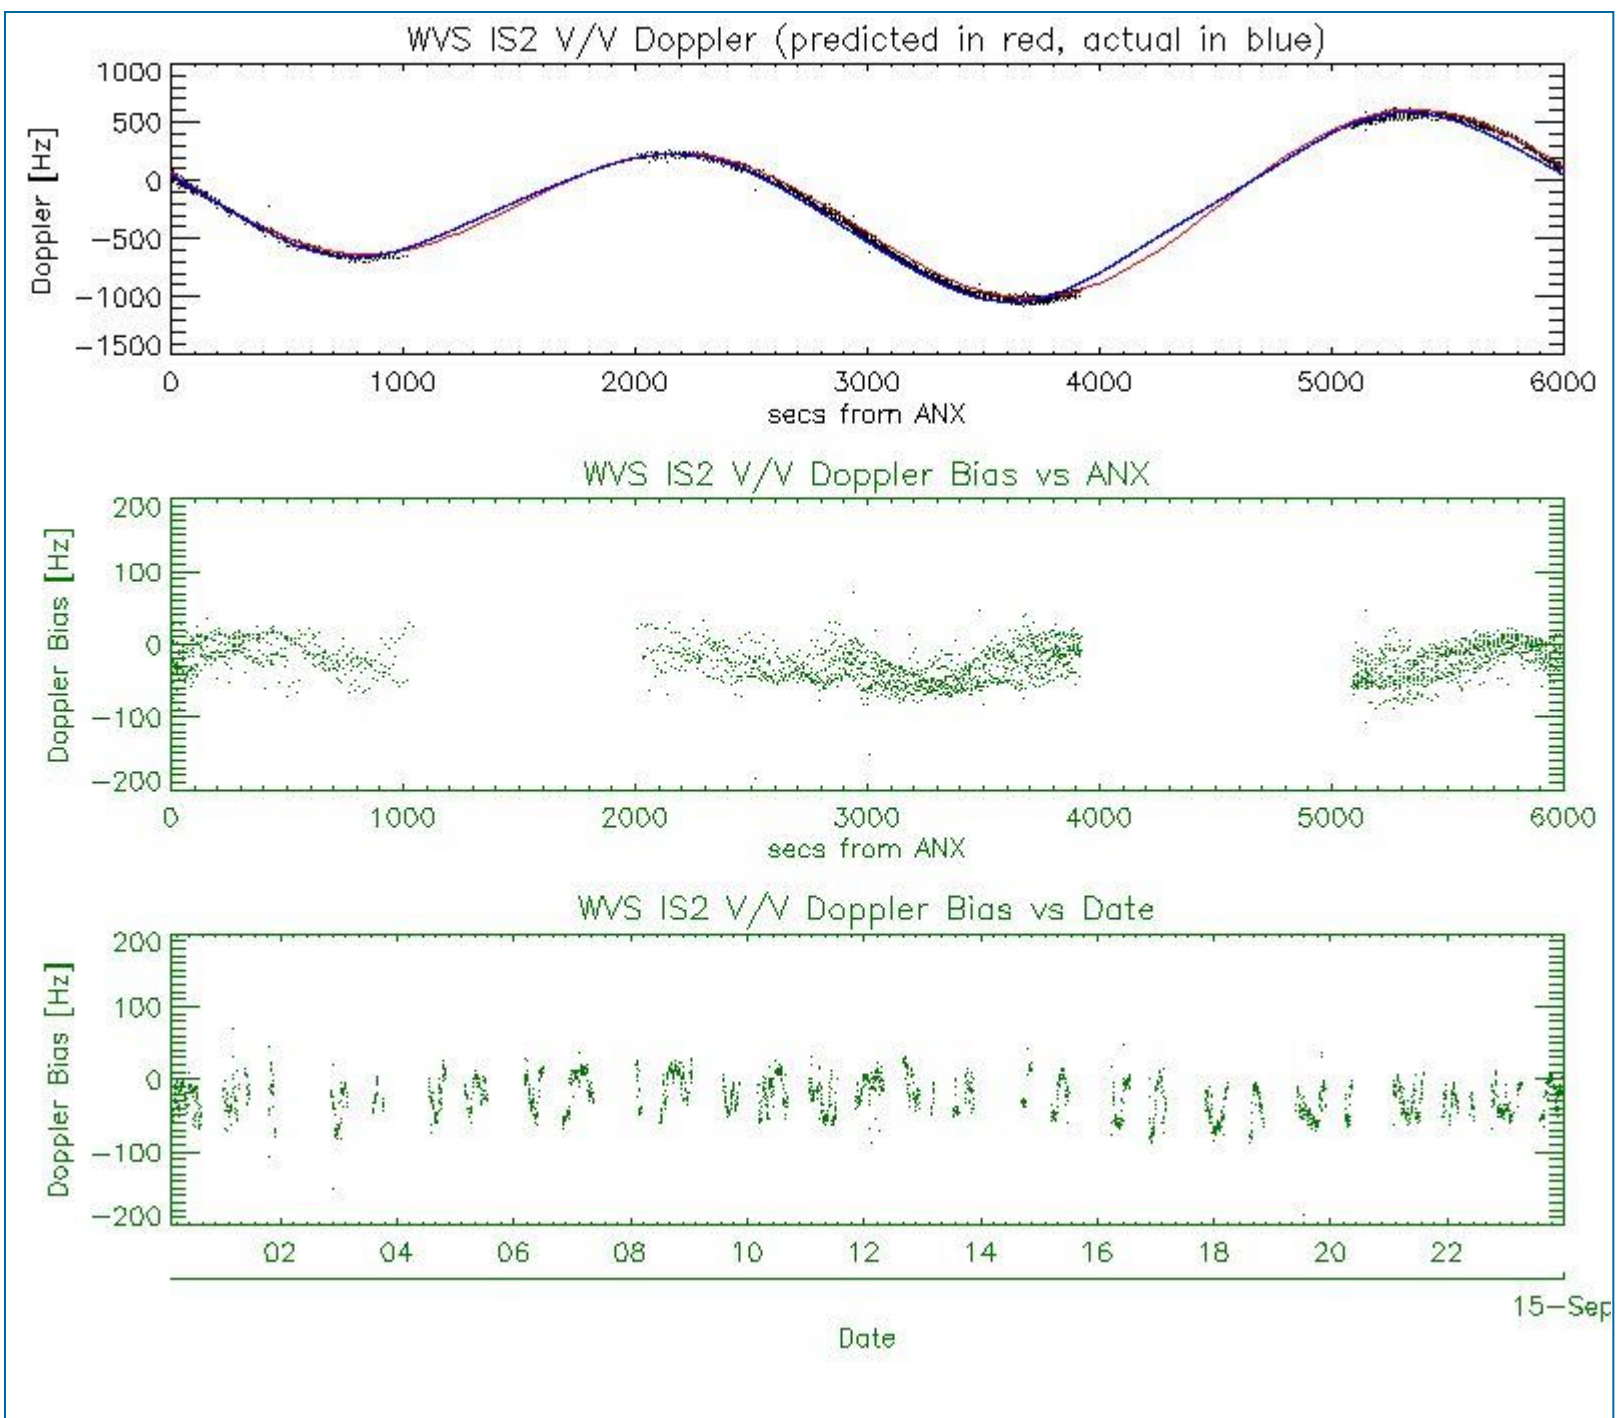 WVS IS2 V/V Doppler (predicted in red, actual in blue)
Doppler [Hz]
1000
500
0
−500
−1000
−1500
0 1000 2000 3000 4000 5000 6000
secs from ANX
WVS IS2 V/V Doppler Bias vs ANX
Doppler Bias [Hz]
200
100
0
−100
−200
0 1000 2000 3000 4000 5000 6000
secs from ANX
WVS IS2 V/V Doppler Bias vs Date
Doppler Bias [Hz]
200
100
0
−100
−200
02 04 06 08 10 12 14 16 18 20 22
15−Sep
Date